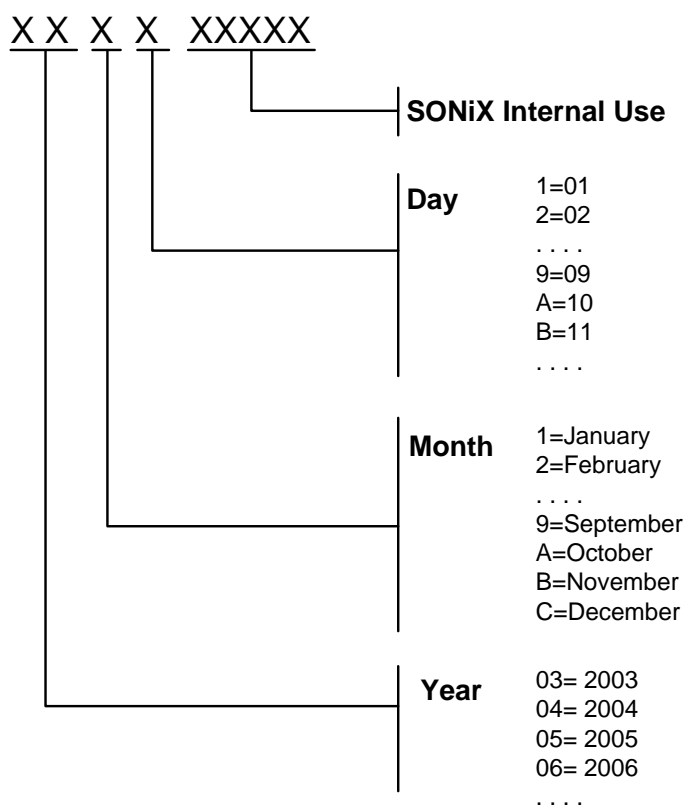 X X X X XXXXX
SONiX Internal Use
Day
1=01
2=02
. . . .
9=09
A=10
B=11
. . . .
Month
1=January
2=February
. . . .
9=September
A=October
B=November
C=December
Year
03= 2003
04= 2004
05= 2005
06= 2006
. . . .